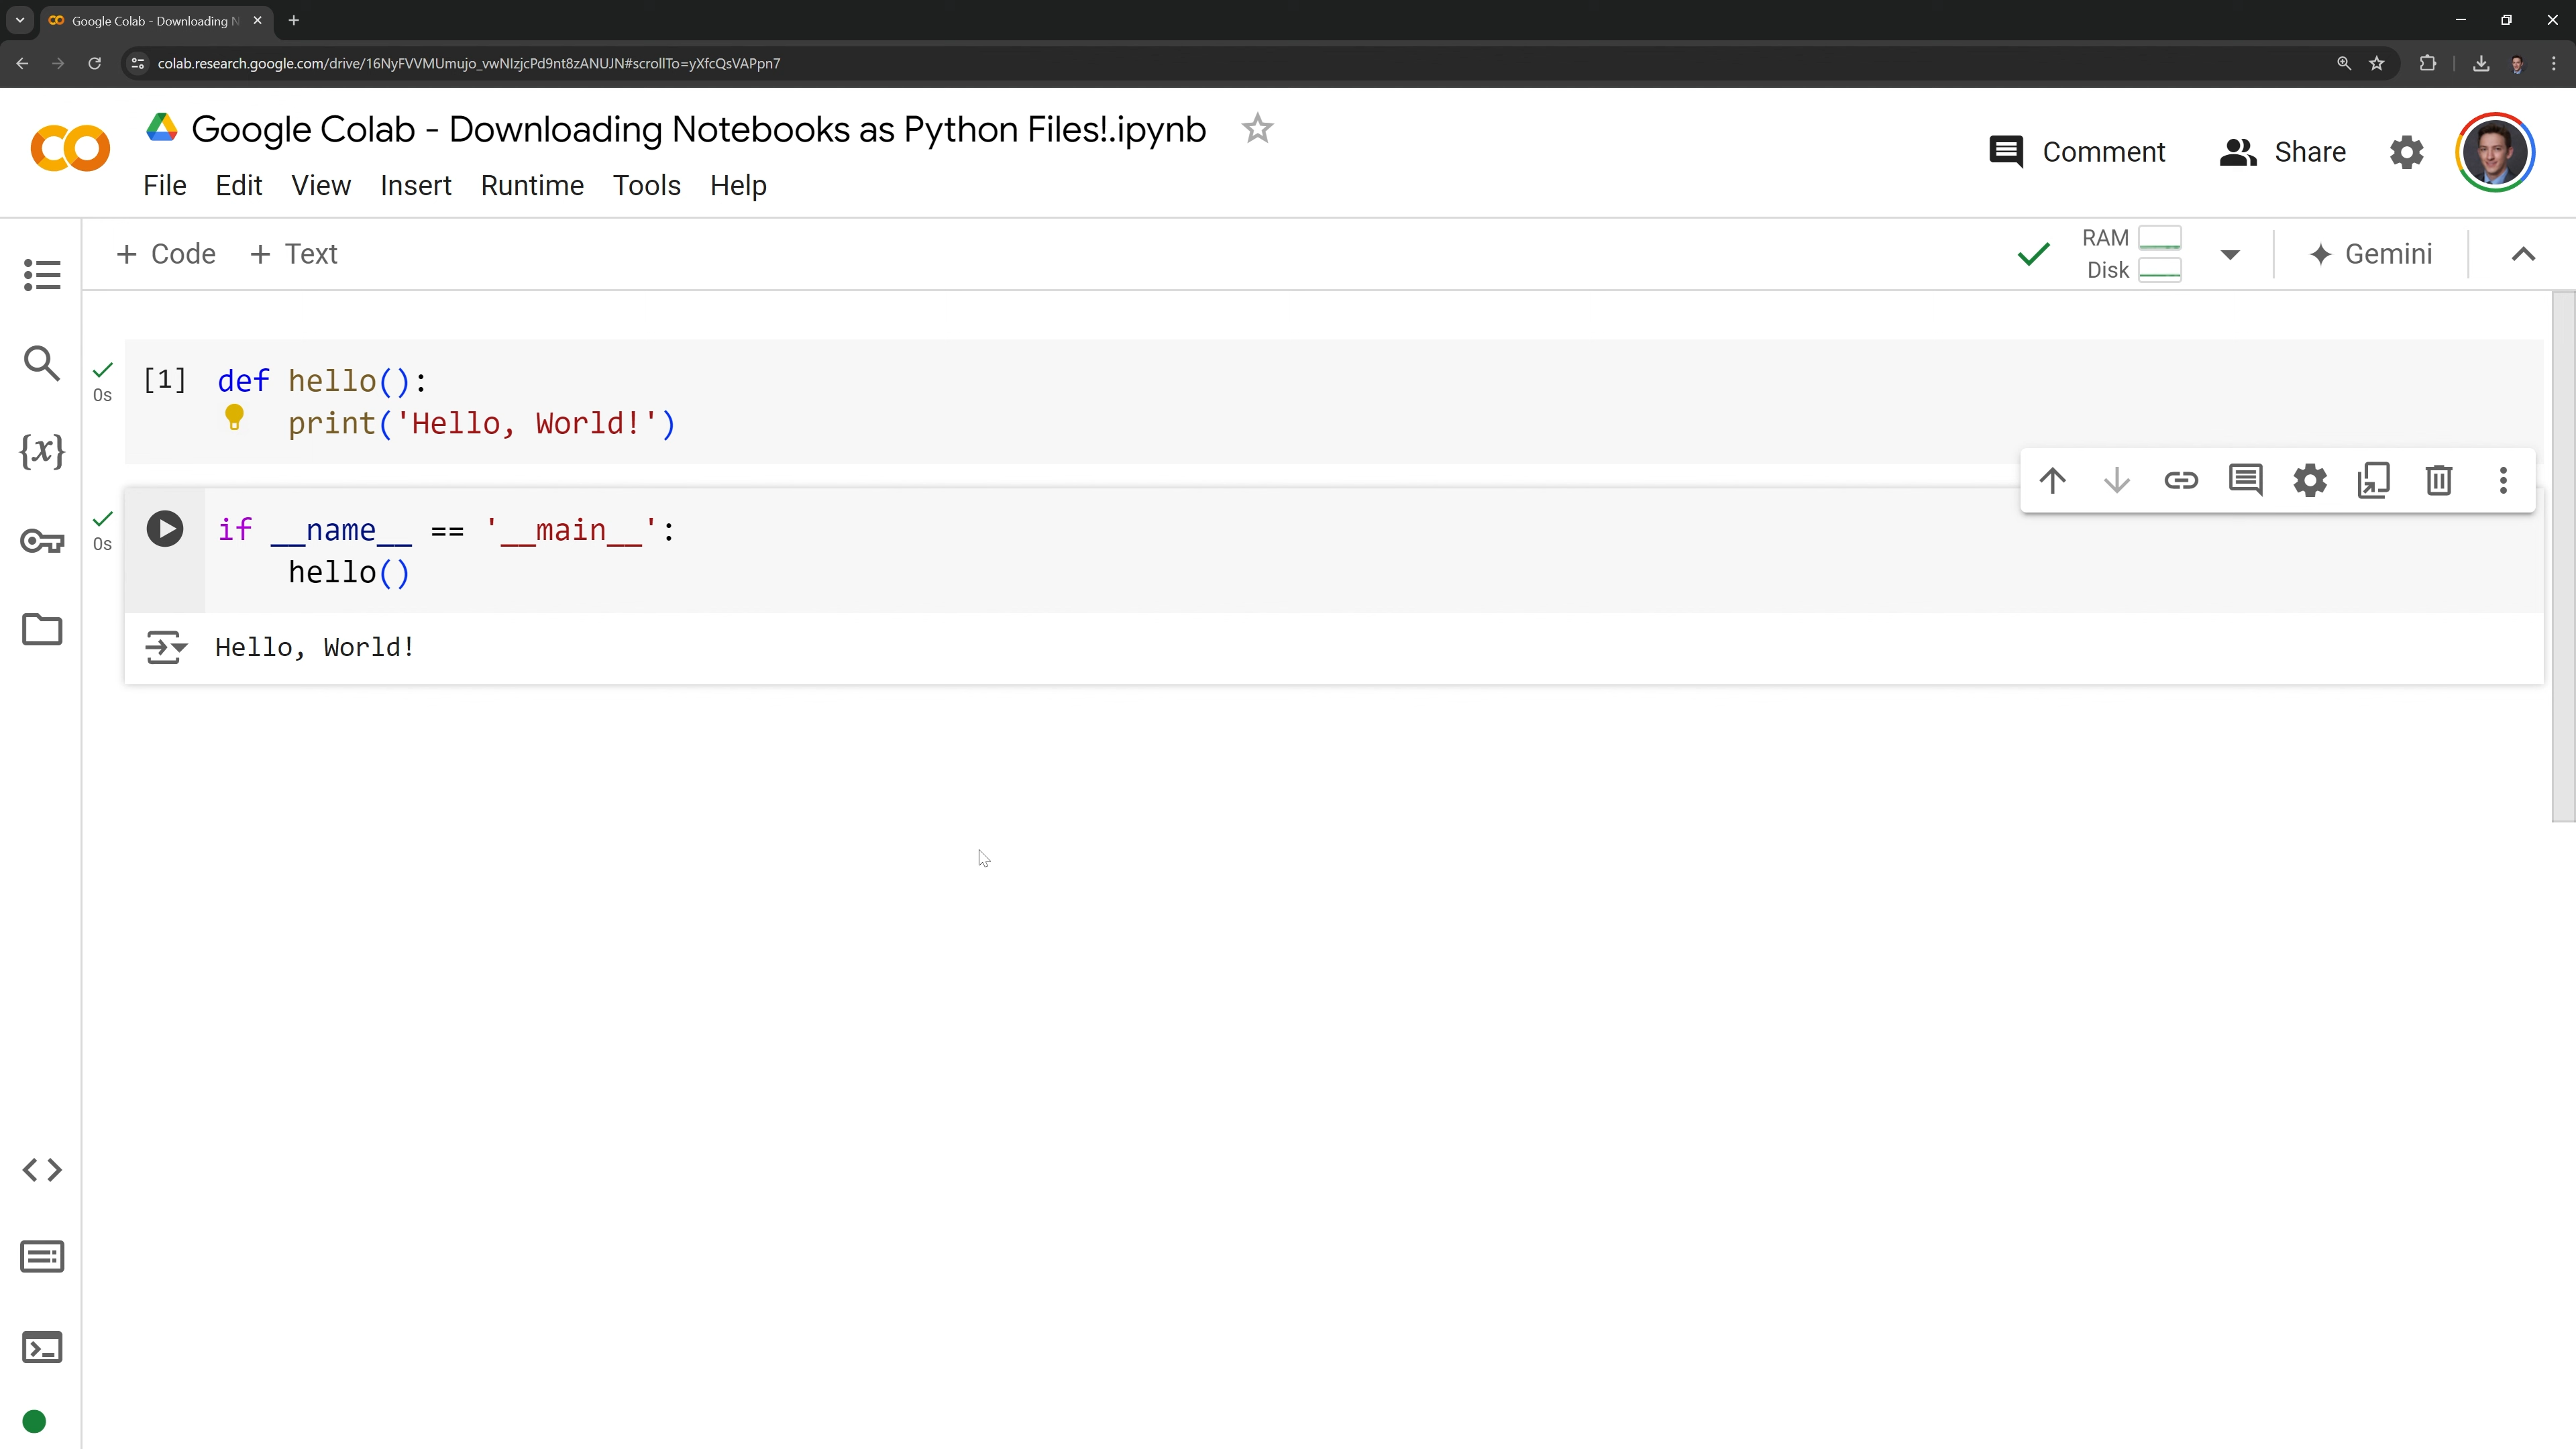 Google Colab - Downloading N
colab.research.google.com/drive/16NyFVVMUmujo_vwNIzjcPd9nt8zANUJN#scrollTo=yXfcQsVAPpn7
Google Colab - Downloading Notebooks as Python Files!.ipynb
Comment
Share
File Edit View Insert Runtime Tools Help
+ Code + Text
RAM
Disk
Gemini
[1] def hello():
0s
print('Hello, World!')
if __name__ == '__main__':
0s
hello()
Hello, World!